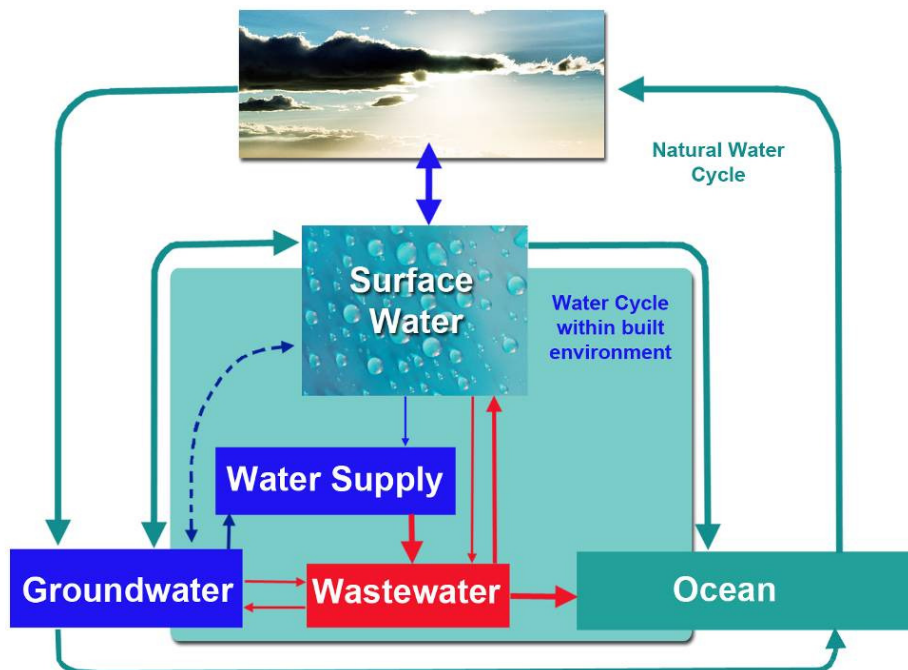 Natural Water
Cycle
Surface
Water
Water Cycle
within built
environment
Water Supply
Groundwater
Wastewater
Ocean